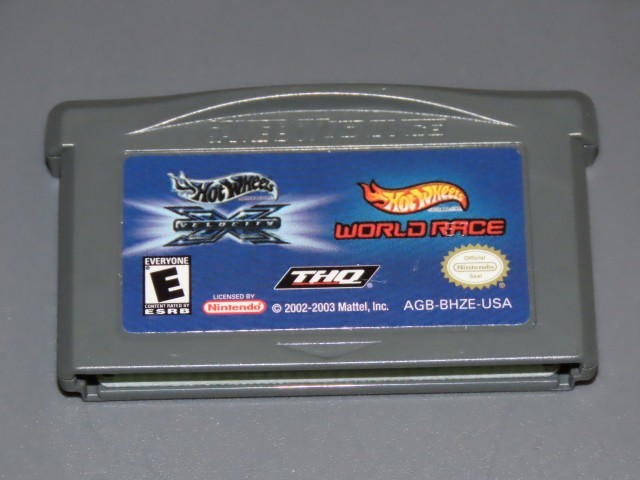 GAME BOY ADVANCE
HOT WHEELS
VELOCITY X
HOT WHEELS
WORLD RACE
EVERYONE
E
CONTENT RATED BY
ESRB
LICENSED BY
Nintendo
THQ
© 2002-2003 Mattel, Inc.
AGB-BHZE-USA
Official
Nintendo
Seal